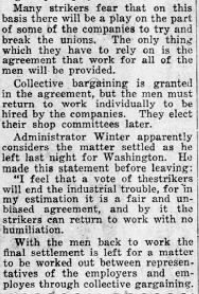 Many strikers fear that on this
basis there will be a play on the part
of some of the companies to try and
break the unions. The only thing
which they have to rely on is the
agreement that work for all of the
men will be provided.
Collective bargaining is granted
in the agreement, but the men must
return to work individually to be
hired by the companies. They elect
their shop committees later.
Administrator Winter apparently
considers the matter settled as he
left last night for Washington. He
made this statement before leaving:
"I feel that a vote of thestrikers
will end the industrial trouble, for in
my estimation it is a fair and un-
biased agreement, and by it the
strikers can return to work with no
humiliation.
With the men back to work the
final settlement is left for a matter
to be worked out between represen-
tatives of the employers and em-
ployes through collective gargaining.